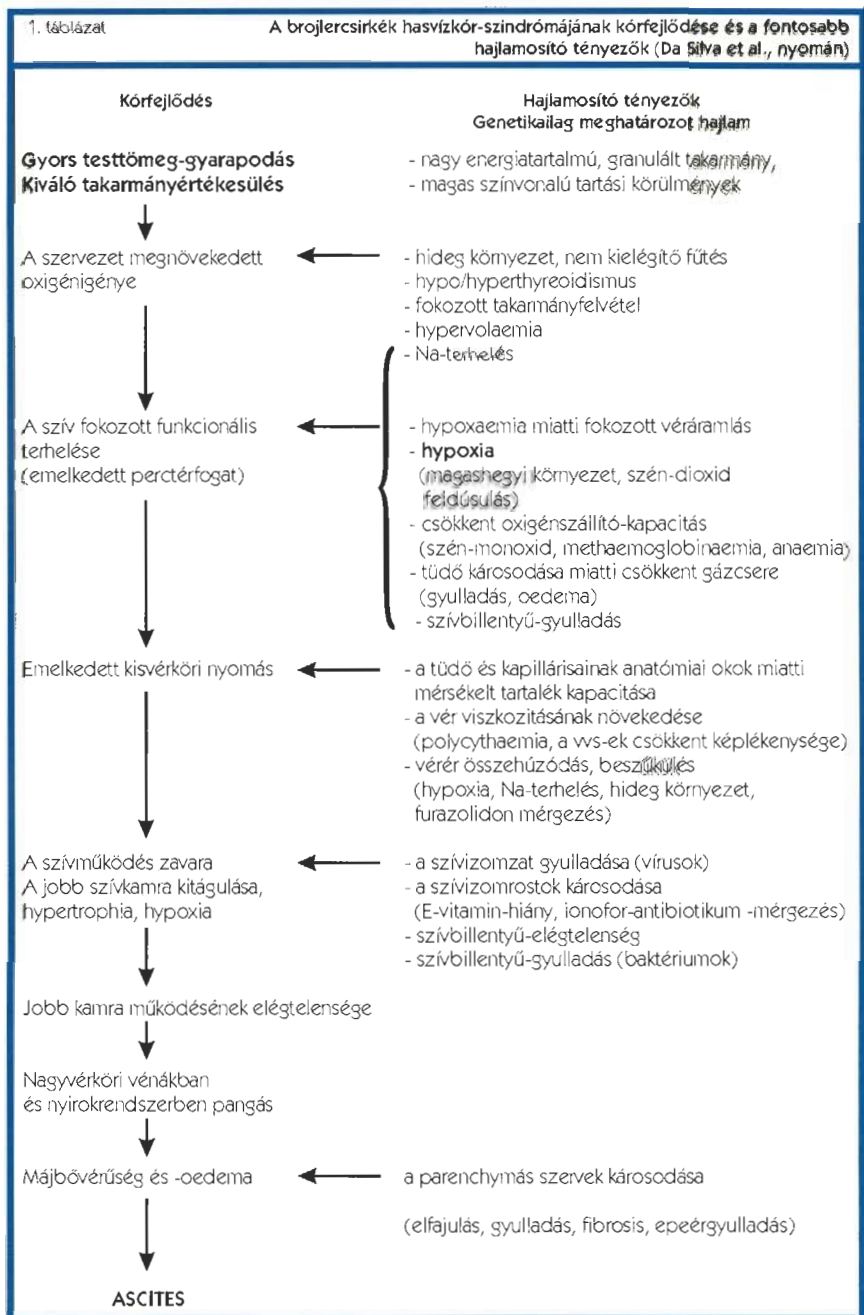 1. táblázat
A brojlercsirkék hasvízkór-szindrómájának kórfejlődése és a fontosabb
hajlamosító tényezők (Da Silva et al., nyomán)
Kórfejlődés
Hajlamosító tényezők
Genetikailag meghatározot hajlam
Gyors testtömeg-gyarapodás
Kiváló takarmányértékesülés
- nagy energiatartalmú, granulált takarmány,
- magas színvonalú tartási körülmények
A szervezet megnövekedett
oxigénigénye
- hideg környezet, nem kielégítő fűtés
- hypo/hyperthyreoidismus
- fokozott takarmányfelvétel
- hypervolaemia
- Na-terhelés
A szív fokozott funkcionális
terhelése
(emelkedett perctérfogat)
- hypoxaemia miatti fokozott véráramlás
- hypoxia
(magashegyi környezet, szén-dioxid
feldúsulás)
- csökkent oxigénszállító-kapacitás
(szén-monoxid, methaemoglobinaemia, anaemia)
- tüdő károsodása miatti csökkent gázcsere
(gyulladás, oedema)
- szívbillentyű-gyulladás
Emelkedett kisvérköri nyomás
- a tüdő és kapillárisainak anatómiai okok miatti
mérsékelt tartalék kapacitása
- a vér viszkozitásának növekedése
(polycythaemia, a vvs-ek csökkent képlékenysége)
- vérér összehúzódás, beszűkülés
(hypoxia, Na-terhelés, hideg környezet,
furazolidon mérgezés)
A szívműködés zavara
A jobb szívkamra kitágulása,
hypertrophia, hypoxia
- a szívizomzat gyulladása (vírusok)
- a szívizomrostok károsodása
(E-vitamin-hiány, ionofor-antibiotikum -mérgezés)
- szívbillentyű-elégtelenség
- szívbillentyű-gyulladás (baktériumok)
Jobb kamra működésének elégtelensége
Nagyvérköri vénákban
és nyirokrendszerben pangás
Májbővérűség és -oedema
a parenchymás szervek károsodása
(elfajulás, gyulladás, fibrosis, epeérgyulladás)
ASCITES